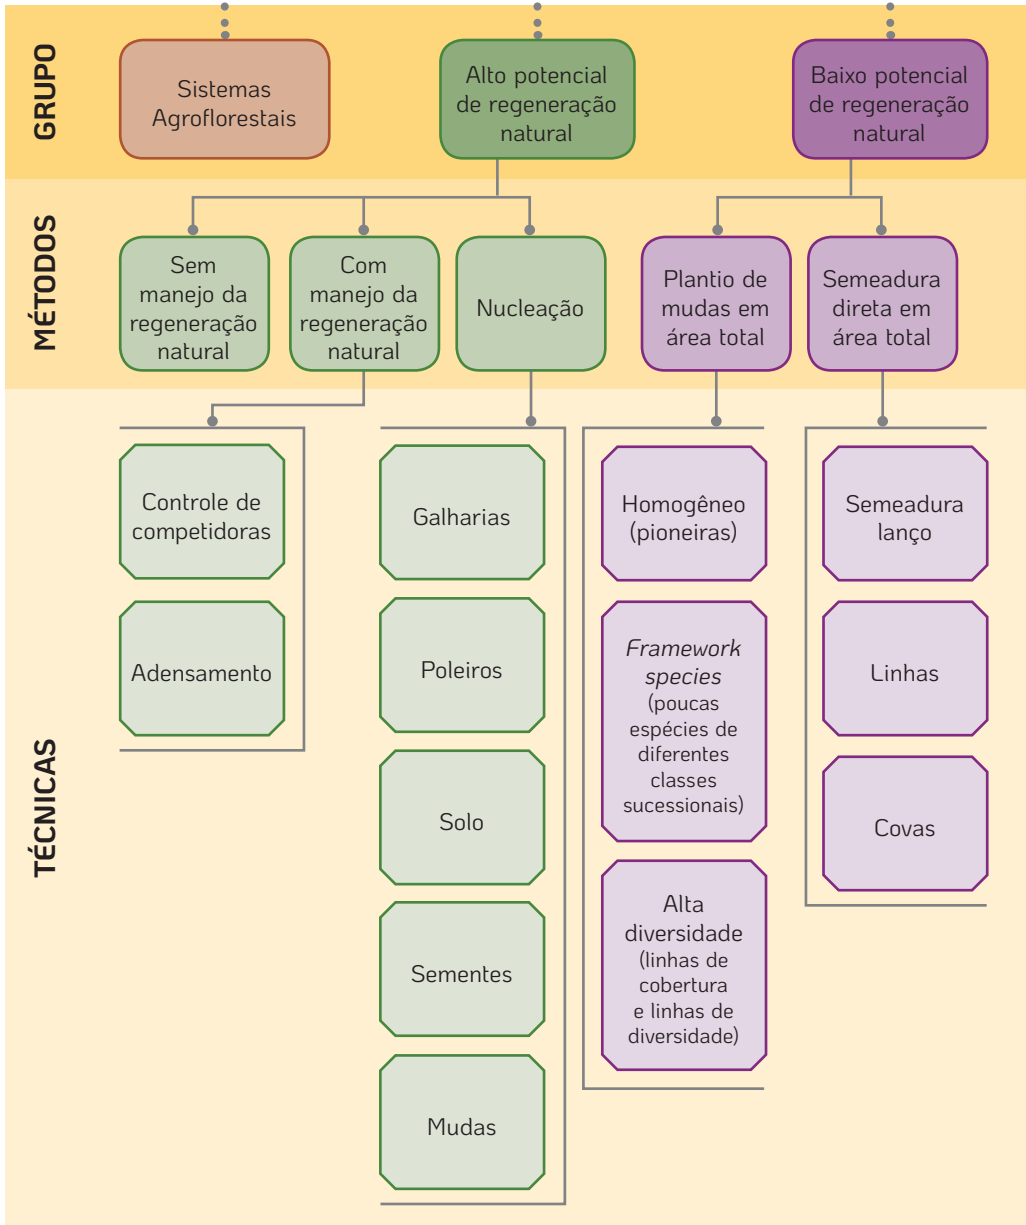 GRUPO
Sistemas
Agroflorestais
Alto potencial
de regeneração
natural
Baixo potencial
de regeneração
natural
MÉTODOS
Sem
manejo da
regeneração
natural
Com
manejo da
regeneração
natural
Nucleação
Plantio de
mudas em
área total
Semeadura
direta em
área total
TÉCNICAS
Controle de
competidoras
Adensamento
Galharias
Poleiros
Solo
Sementes
Mudas
Homogêneo
(pioneiras)
Framework
species
(poucas
espécies de
diferentes
classes
sucessionais)
Alta
diversidade
(linhas de
cobertura
e linhas de
diversidade)
Semeadura
lanço
Linhas
Covas